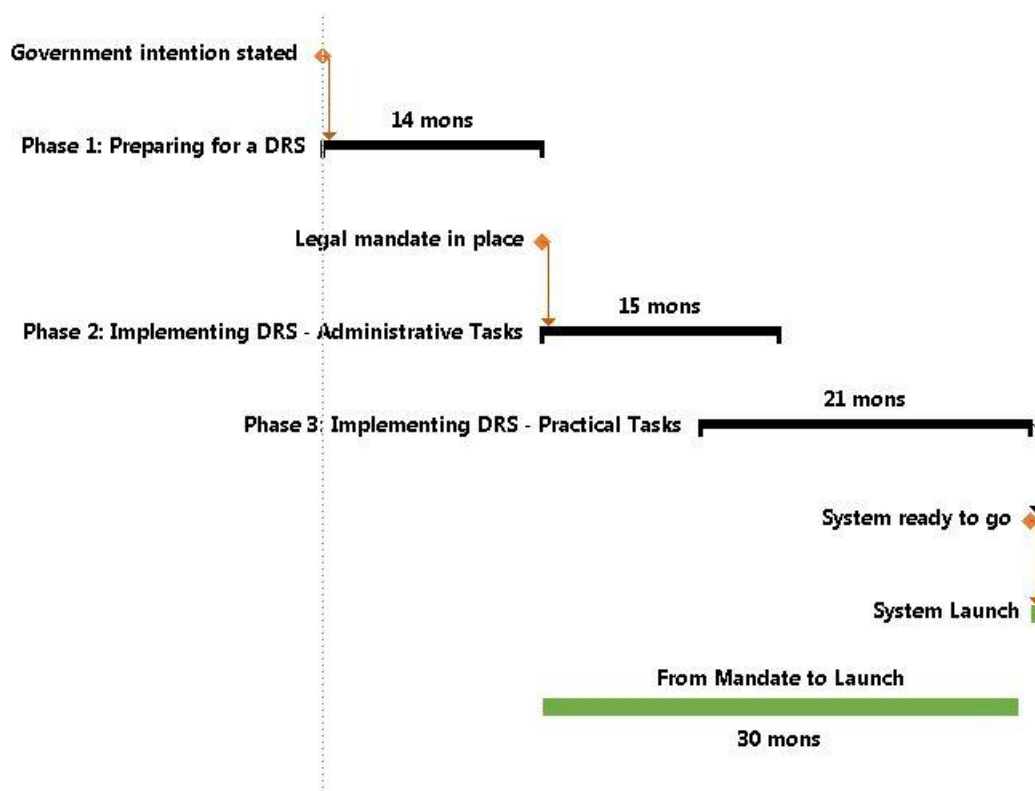 Government intention stated
14 mons
Phase 1: Preparing for a DRS
Legal mandate in place
15 mons
Phase 2: Implementing DRS - Administrative Tasks
21 mons
Phase 3: Implementing DRS - Practical Tasks
System ready to go
System Launch
From Mandate to Launch
30 mons